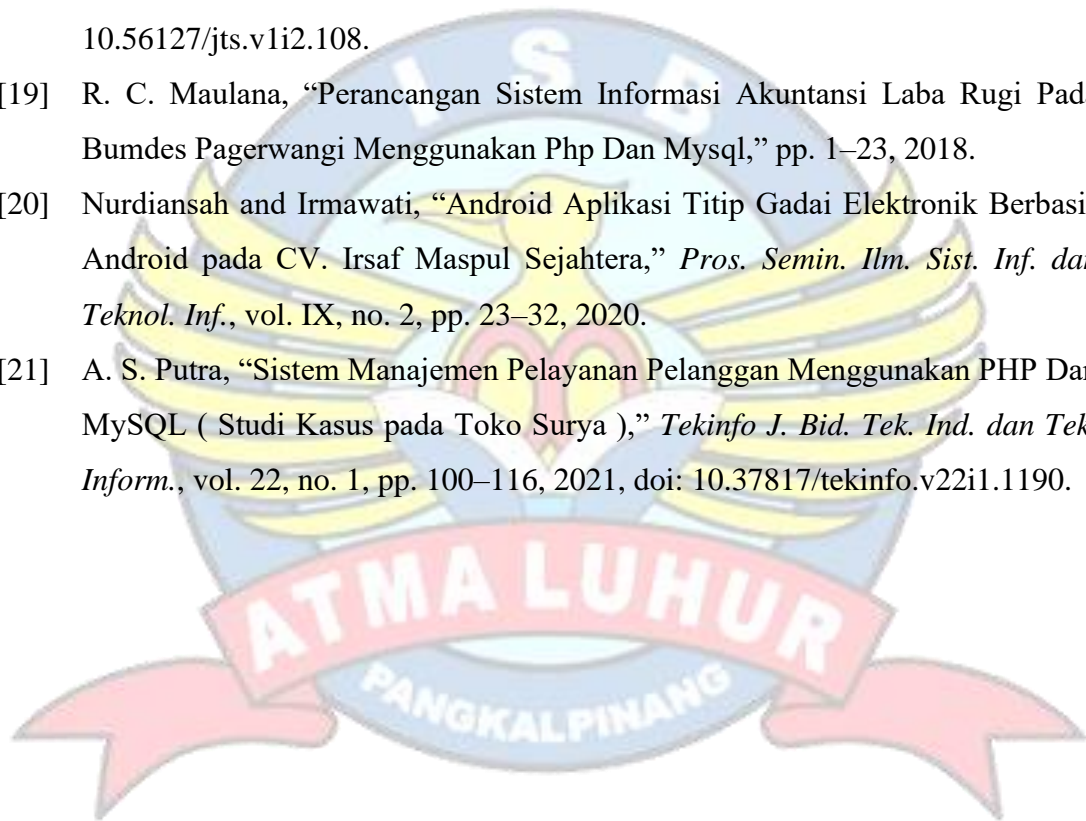 10.56127/jts.v1i2.108.
[19] R. C. Maulana, “Perancangan Sistem Informasi Akuntansi Laba Rugi Pada
Bumdes Pagerwangi Menggunakan Php Dan Mysql,” pp. 1–23, 2018.
[20] Nurdiansah and Irmawati, “Android Aplikasi Titip Gadai Elektronik Berbasi
Android pada CV. Irsaf Maspul Sejahtera,” Pros. Semin. Ilm. Sist. Inf. dan
Teknol. Inf., vol. IX, no. 2, pp. 23–32, 2020.
[21] A. S. Putra, “Sistem Manajemen Pelayanan Pelanggan Menggunakan PHP Dan
MySQL ( Studi Kasus pada Toko Surya ),” Tekinfo J. Bid. Tek. Ind. dan Tek
Inform., vol. 22, no. 1, pp. 100–116, 2021, doi: 10.37817/tekinfo.v22i1.1190.
I S B
ATMA LUHUR
PANGKALPINANG